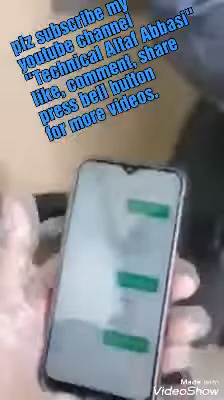 plz subscribe my
youtube channel
"Technical Altaf Abbasi"
like, comment, share
press bell button
for more videos.
Made with
VideoShow